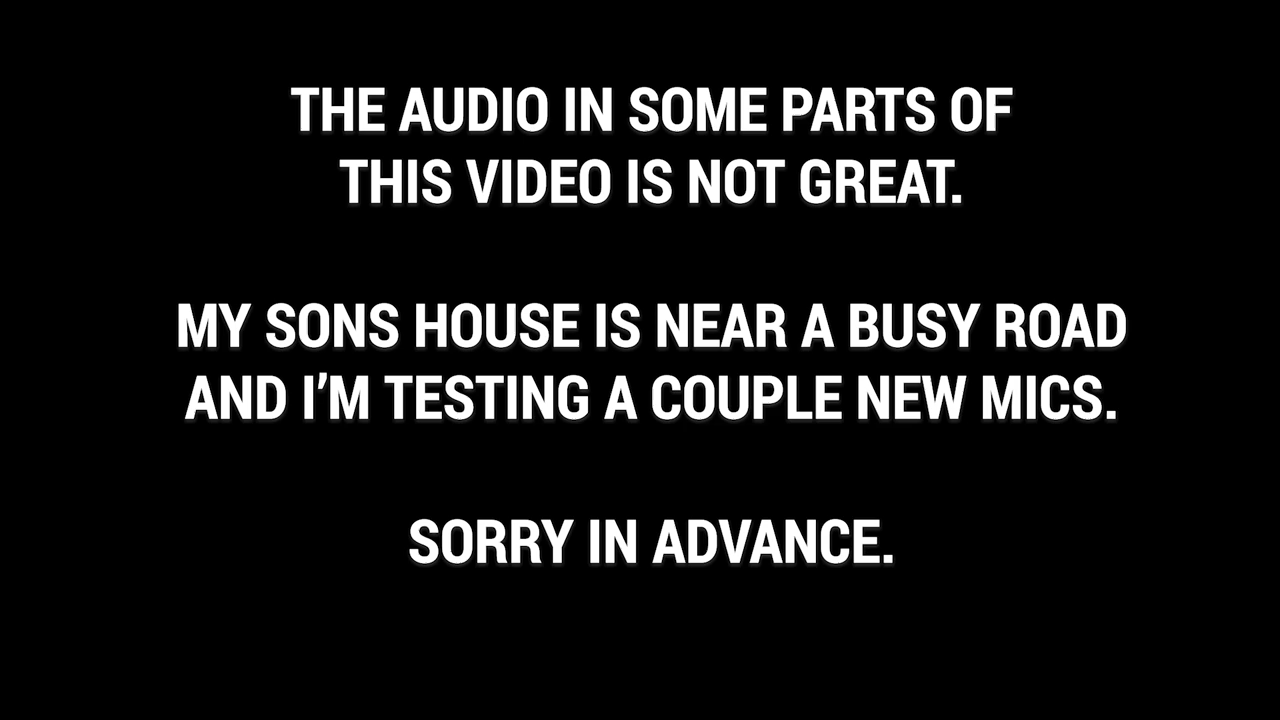 THE AUDIO IN SOME PARTS OF
THIS VIDEO IS NOT GREAT.
MY SONS HOUSE IS NEAR A BUSY ROAD
AND I’M TESTING A COUPLE NEW MICS.
SORRY IN ADVANCE.